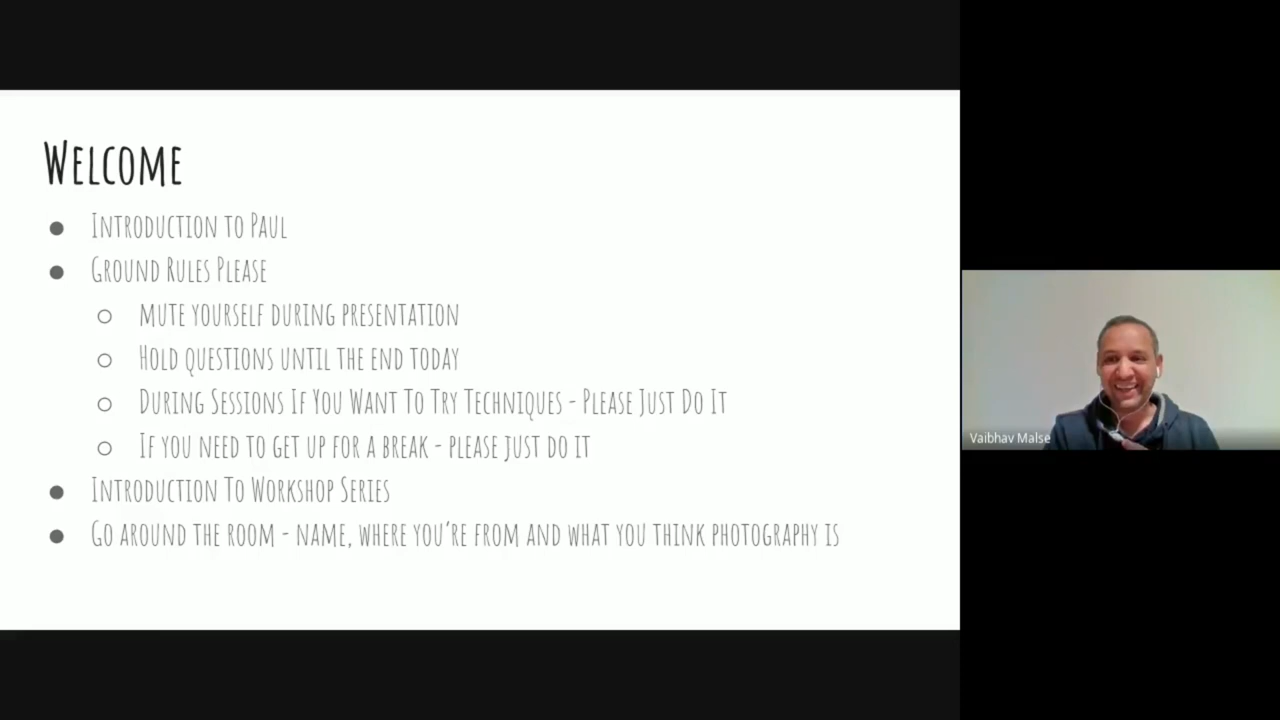 Welcome
Introduction to Paul
Ground Rules Please
mute yourself during presentation
Hold questions until the end today
During Sessions If You Want To Try Techniques - Please Just Do It
If you need to get up for a break - please just do it
Introduction To Workshop Series
Go around the room - name, where you're from and what you think photography is
Vaibhav Malse